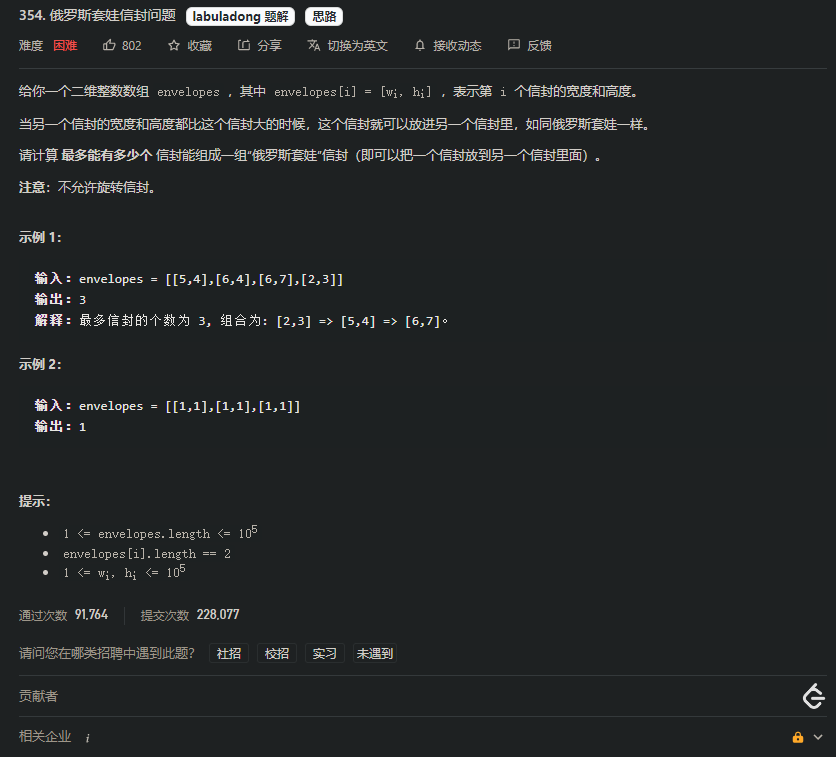 354. 俄罗斯套娃信封问题 labuladong 题解 思路
难度 困难 802 收藏 分享 切换为英文 接收动态 反馈
给你一个二维整数数组 envelopes ，其中 envelopes[i] = [wi, hi] ，表示第 i 个信封的宽度和高度。
当另一个信封的宽度和高度都比这个信封大的时候，这个信封就可以放进另一个信封里，如同俄罗斯套娃一样。
请计算 最多能有多少个 信封能组成一组“俄罗斯套娃”信封（即可以把一个信封放到另一个信封里面）。
注意：不允许旋转信封。
示例 1：
输入：envelopes = [[5,4],[6,4],[6,7],[2,3]]
输出：3
解释：最多信封的个数为 3, 组合为: [2,3] => [5,4] => [6,7]。
示例 2：
输入：envelopes = [[1,1],[1,1],[1,1]]
输出：1
提示：
1 <= envelopes.length <= 10^5
envelopes[i].length == 2
1 <= wi, hi <= 10^5
通过次数 91,764 提交次数 228,077
请问您在哪类招聘中遇到此题？ 社招 校招 实习 未遇到
贡献者
相关企业 i